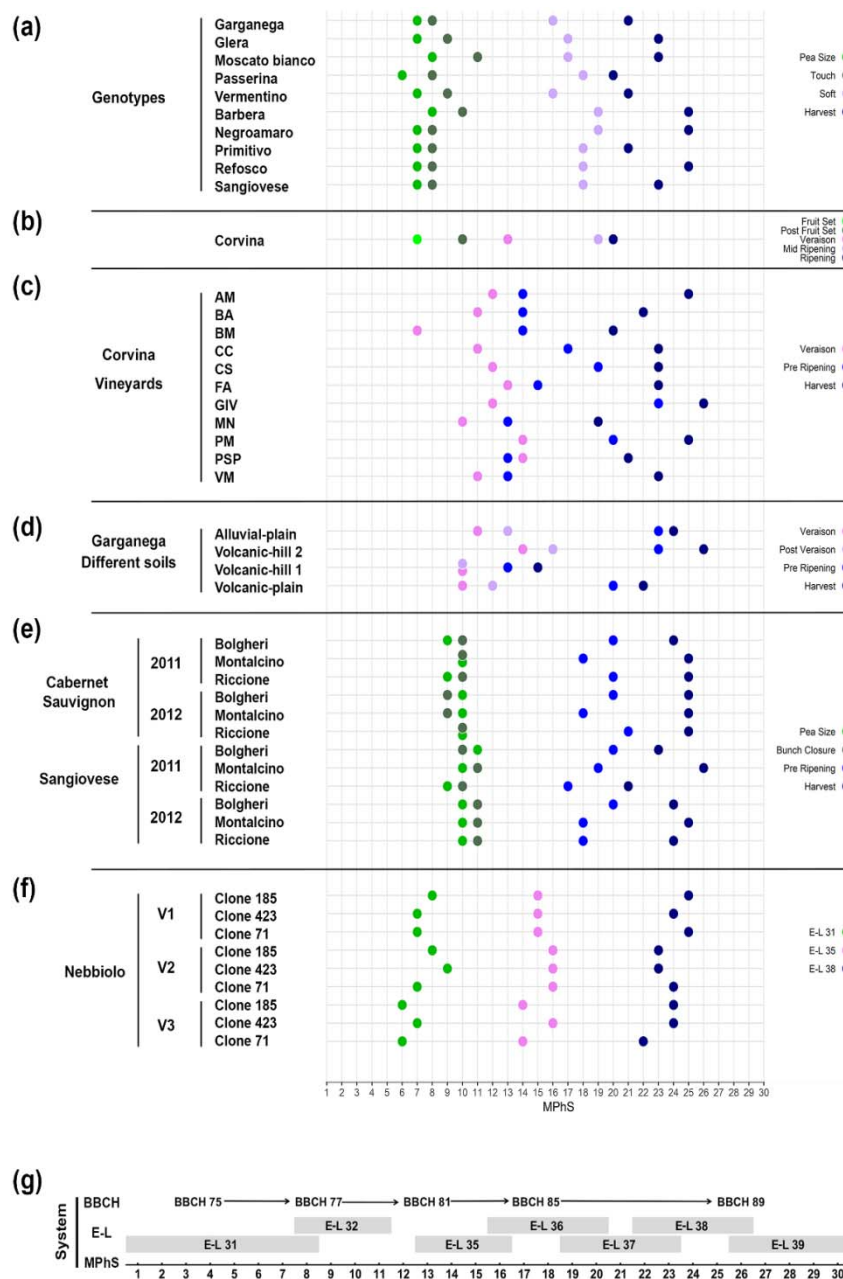 (a)
Genotypes
Garganega
Glera
Moscato bianco
Passerina
Vermentino
Barbera
Negroamaro
Primitivo
Refosco
Sangiovese
Pea Size
Touch
Soft
Harvest
(b)
Corvina
Fruit Set
Post Fruit Set
Veraison
Mid Ripening
Ripening
(c)
Corvina
Vineyards
AM
BA
BM
CC
CS
FA
GIV
MN
PM
PSP
VM
Veraison
Pre Ripening
Harvest
(d)
Garganega
Different soils
Alluvial-plain
Volcanic-hill 2
Volcanic-hill 1
Volcanic-plain
Veraison
Post Veraison
Pre Ripening
Harvest
(e)
Cabernet
Sauvignon
2011
Bolgheri
Montalcino
Riccione
2012
Bolgheri
Montalcino
Riccione
Sangiovese
2011
Bolgheri
Montalcino
Riccione
2012
Bolgheri
Montalcino
Riccione
Pea Size
Bunch Closure
Pre Ripening
Harvest
(f)
Nebbiolo
V1
Clone 185
Clone 423
Clone 71
V2
Clone 185
Clone 423
Clone 71
V3
Clone 185
Clone 423
Clone 71
E-L 31
E-L 35
E-L 38
1 2 3 4 5 6 7 8 9 10 11 12 13 14 15 16 17 18 19 20 21 22 23 24 25 26 27 28 29 30
MPhS
(g)
System
BBCH BBCH 75 BBCH 77 BBCH 81 BBCH 85 BBCH 89
E-L E-L 32 E-L 36 E-L 38
E-L 31 E-L 35 E-L 37 E-L 39
MPhS 1 2 3 4 5 6 7 8 9 10 11 12 13 14 15 16 17 18 19 20 21 22 23 24 25 26 27 28 29 30